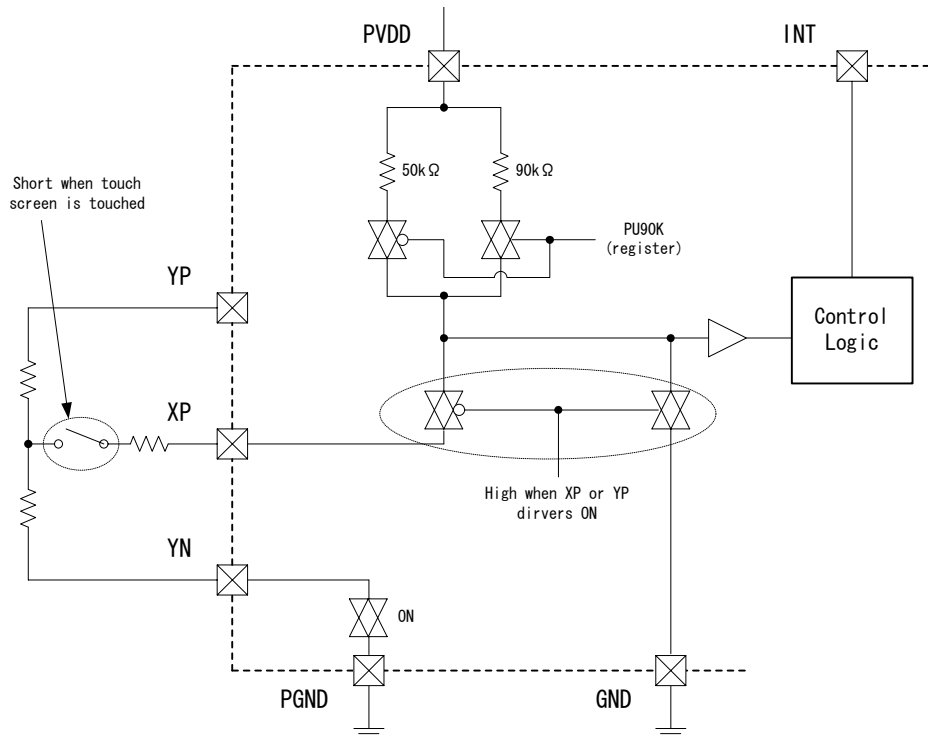 PVDD
INT
50kΩ
90kΩ
Short when touch
screen is touched
PU90K
(register)
YP
Control
Logic
XP
High when XP or YP
dirvers ON
YN
ON
PGND
GND